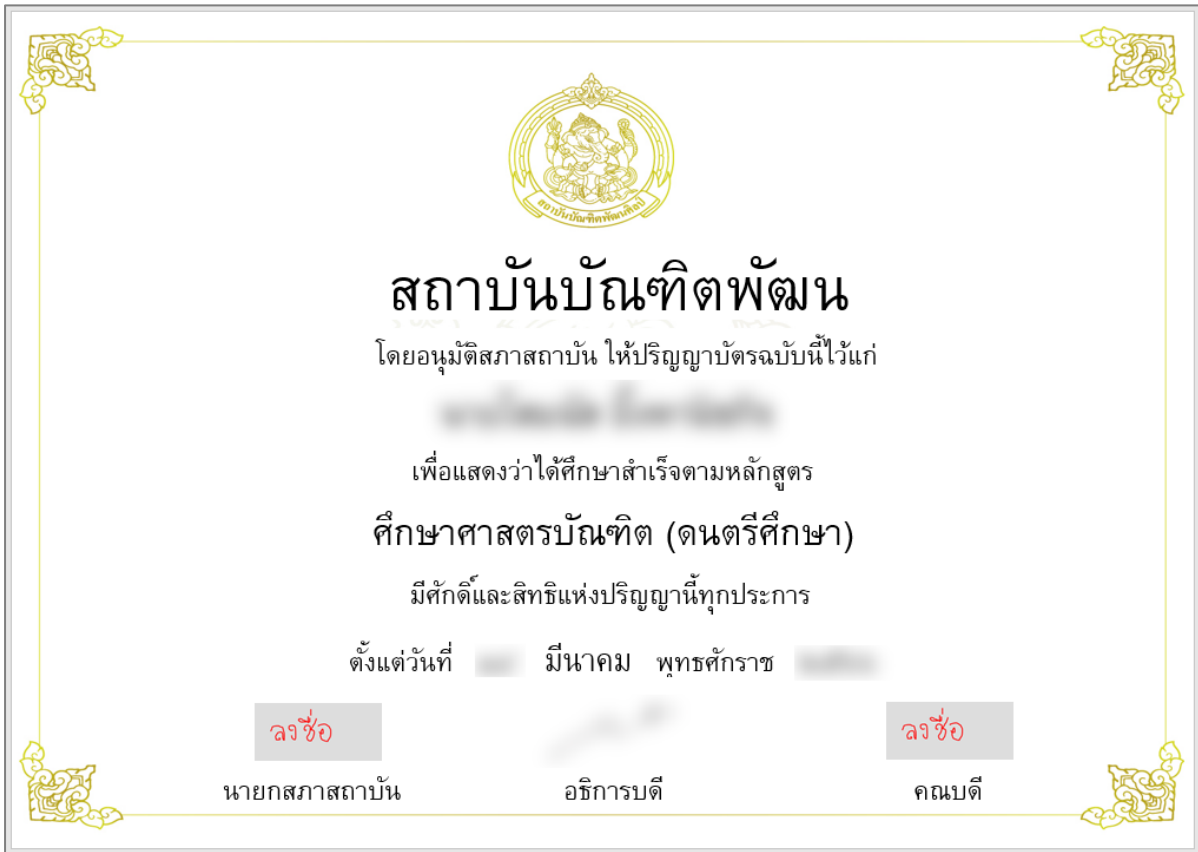 สถาบันบัณฑิตพัฒนศิลป์
สถาบันบัณฑิตพัฒน
โดยอนุมัติสภาสถาบัน ให้ปริญญาบัตรฉบับนี้ไว้แก่
เพื่อแสดงว่าได้ศึกษาสำเร็จตามหลักสูตร
ศึกษาศาสตรบัณฑิต (ดนตรีศึกษา)
มีศักดิ์และสิทธิแห่งปริญญานี้ทุกประการ
ตั้งแต่วันที่ มีนาคม พุทธศักราช
ลงชื่อ ลงชื่อ
นายกสภาสถาบัน อธิการบดี คณบดี